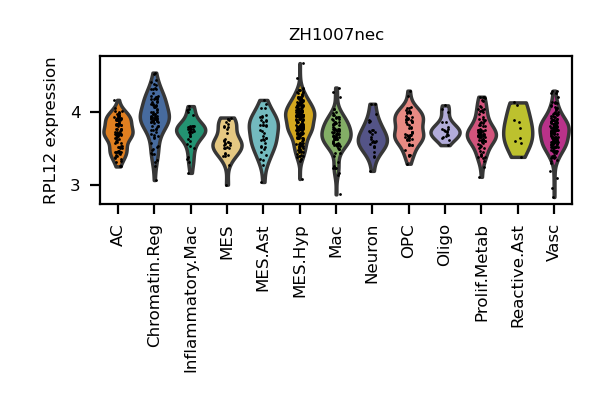 ZH1007nec
RPL12 expression
4
3
AC
Chromatin.Reg
Inflammatory.Mac
MES
MES.Ast
MES.Hyp
Mac
Neuron
OPC
Oligo
Prolif.Metab
Reactive.Ast
Vasc